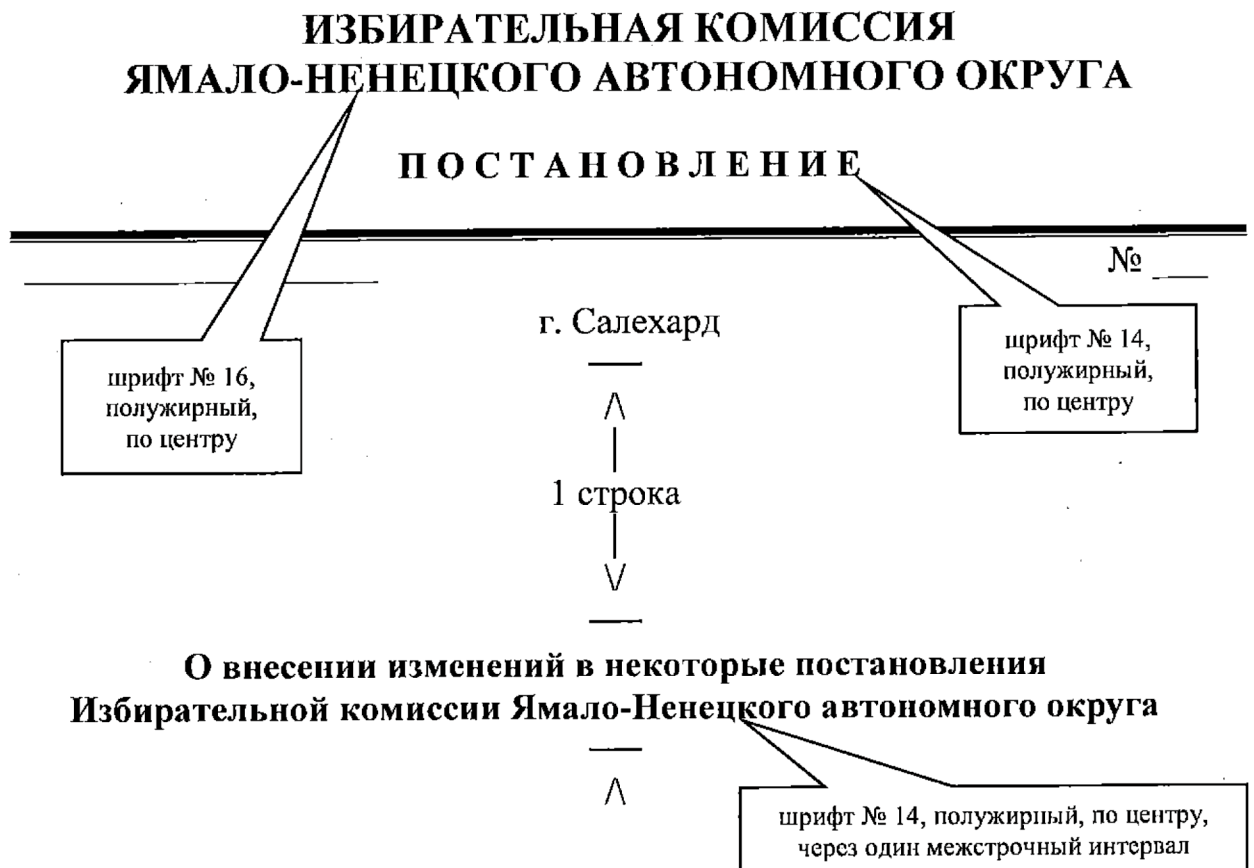 ИЗБИРАТЕЛЬНАЯ КОМИССИЯ
ЯМАЛО-НЕНЕЦКОГО АВТОНОМНОГО ОКРУГА
П О С Т А Н О В Л Е Н И Е
№ ___
г. Салехард
шрифт № 16,
полужирный,
по центру
шрифт № 14,
полужирный,
по центру
1 строка
О внесении изменений в некоторые постановления
Избирательной комиссии Ямало-Ненецкого автономного округа
шрифт № 14, полужирный, по центру,
через один межстрочный интервал